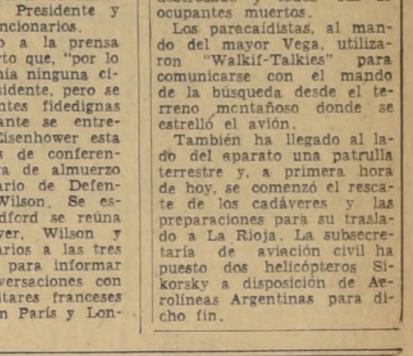 Presidente y
ncionarios.
o a la prensa
rto que, "por lo
nía ninguna ci-
sidente, pero se
ntes fidedignas
ante se entre-
Eisenhower esta
s de conferen-
ra de almuerzo
ario de Defen-
Wilson. Se es-
dford se reúna
wer, Wilson y
arios a las tres
para informar
versaciones con
itares franceses
n París y Lon-
ocupantes muertos.
Los paracaídistas, al man-
do del mayor Vega, utiliza-
ron "Walkif-Talkies" para
comunicarse con el mando
de la búsqueda desde el te-
rreno montañoso donde se
estrelló el avión.
También ha llegado al la-
do del aparato una patrulla
terrestre y, a primera hora
de hoy, se comenzó el resca-
te de los cadáveres y las
preparaciones para su trasla-
do a La Rioja. La subsecre-
taría de aviación civil ha
puesto dos helicópteros Si-
korsky a disposición de Ae-
rolíneas Argentinas para di-
cho fin.